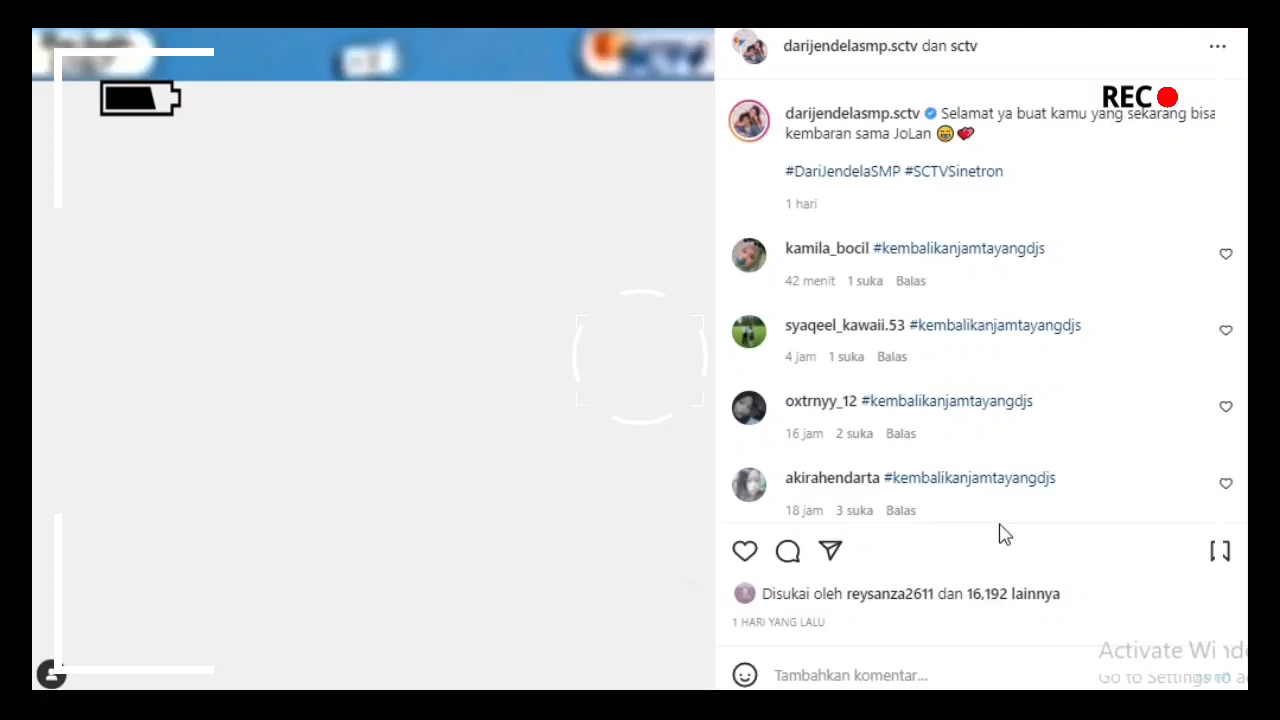 darijendelasmp.sctv dan sctv
REC
darijendelasmp.sctv Selamat ya buat kamu yang sekarang bisa
kembaran sama JoLan
#DariJendelaSMP #SCTVSinetron
1 hari
kamila_bocil #kembalikanjamtayangdjs
42 menit 1 suka Balas
syaqeel_kawaii.53 #kembalikanjamtayangdjs
4 jam 1 suka Balas
oxtrnyy_12 #kembalikanjamtayangdjs
16 jam 2 suka Balas
akirahendarta #kembalikanjamtayangdjs
18 jam 3 suka Balas
Disukai oleh reysanza2611 dan 16,192 lainnya
1 HARI YANG LALU
Activate Wind
Tambahkan komentar...
Go to Settings to a